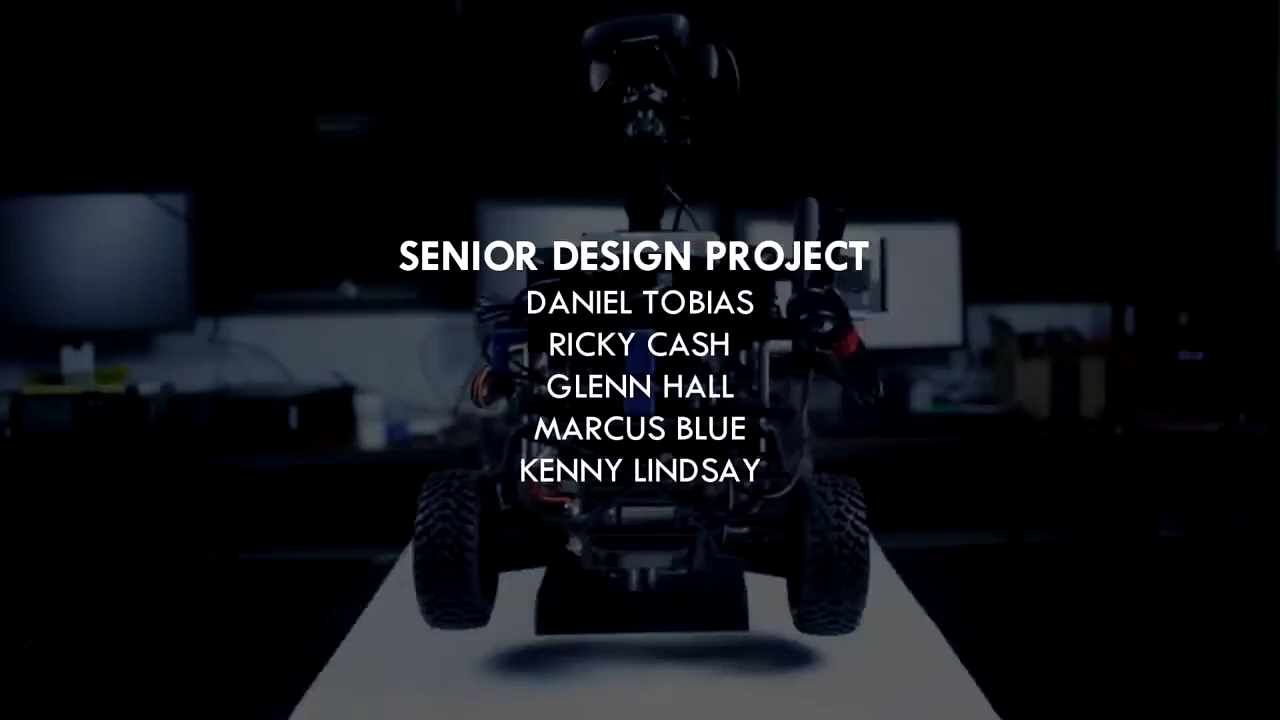 SENIOR DESIGN PROJECT
DANIEL TOBIAS
RICKY CASH
GLENN HALL
MARCUS BLUE
KENNY LINDSAY